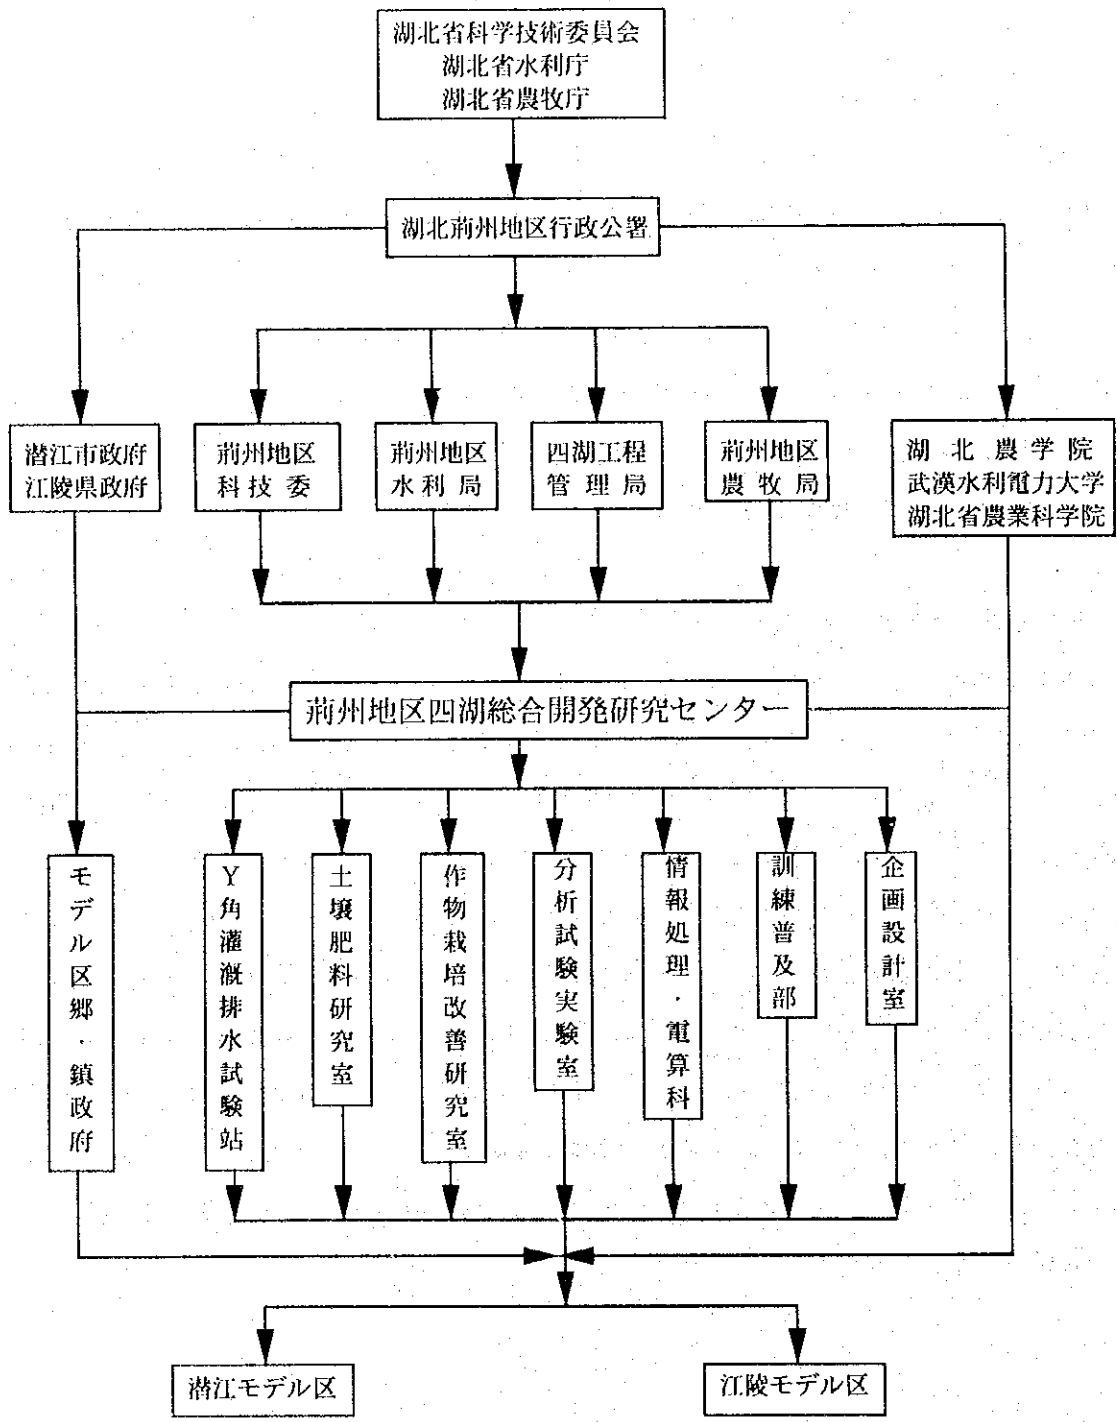 湖北省科学技術委員会
湖北省水利庁
湖北省農牧庁
湖北荊州地区行政公署
潜江市政府
江陵県政府
荊州地区
科技委
荊州地区
水利局
四湖工程
管理局
荊州地区
農牧局
湖北農学院
武漢水利電力大学
湖北省農業科学院
荊州地区四湖総合開発研究センター
モデル区郷・鎮政府
Y角灌漑排水試験站
土壌肥料研究室
作物栽培改善研究室
分析試験実験室
情報処理・電算科
訓練普及部
企画設計室
潜江モデル区
江陵モデル区